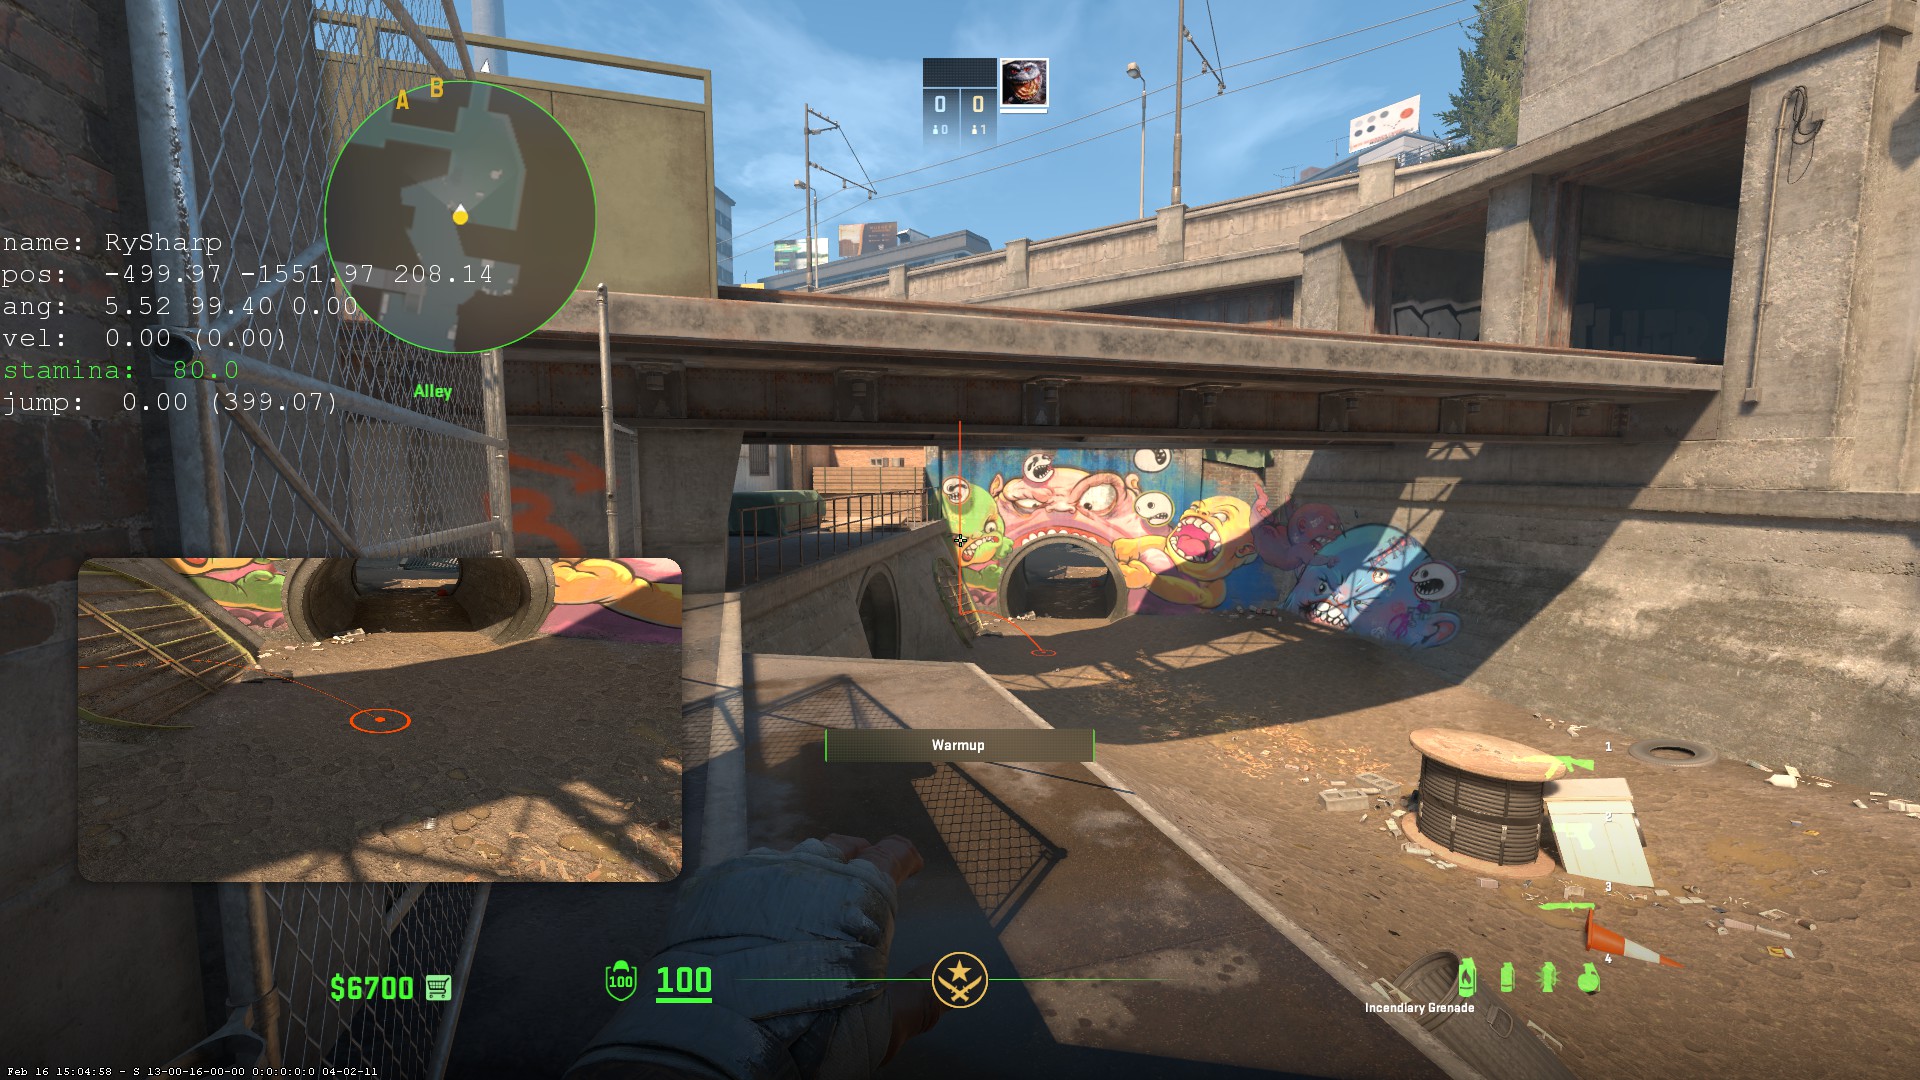 A B
0 0
0 1
name: RySharp
pos: -499.97 -1551.97 208.14
ang: 5.52 99.40 0.00
vel: 0.00 (0.00)
stamina: 80.0
jump: 0.00 (399.07)
Alley
Warmup
1
2
3
4
$6700
100
100
Incendiary Grenade
Feb 16 15:04:58 - S 13-00-16-00-00 0:0:0:0:0 04-02-11